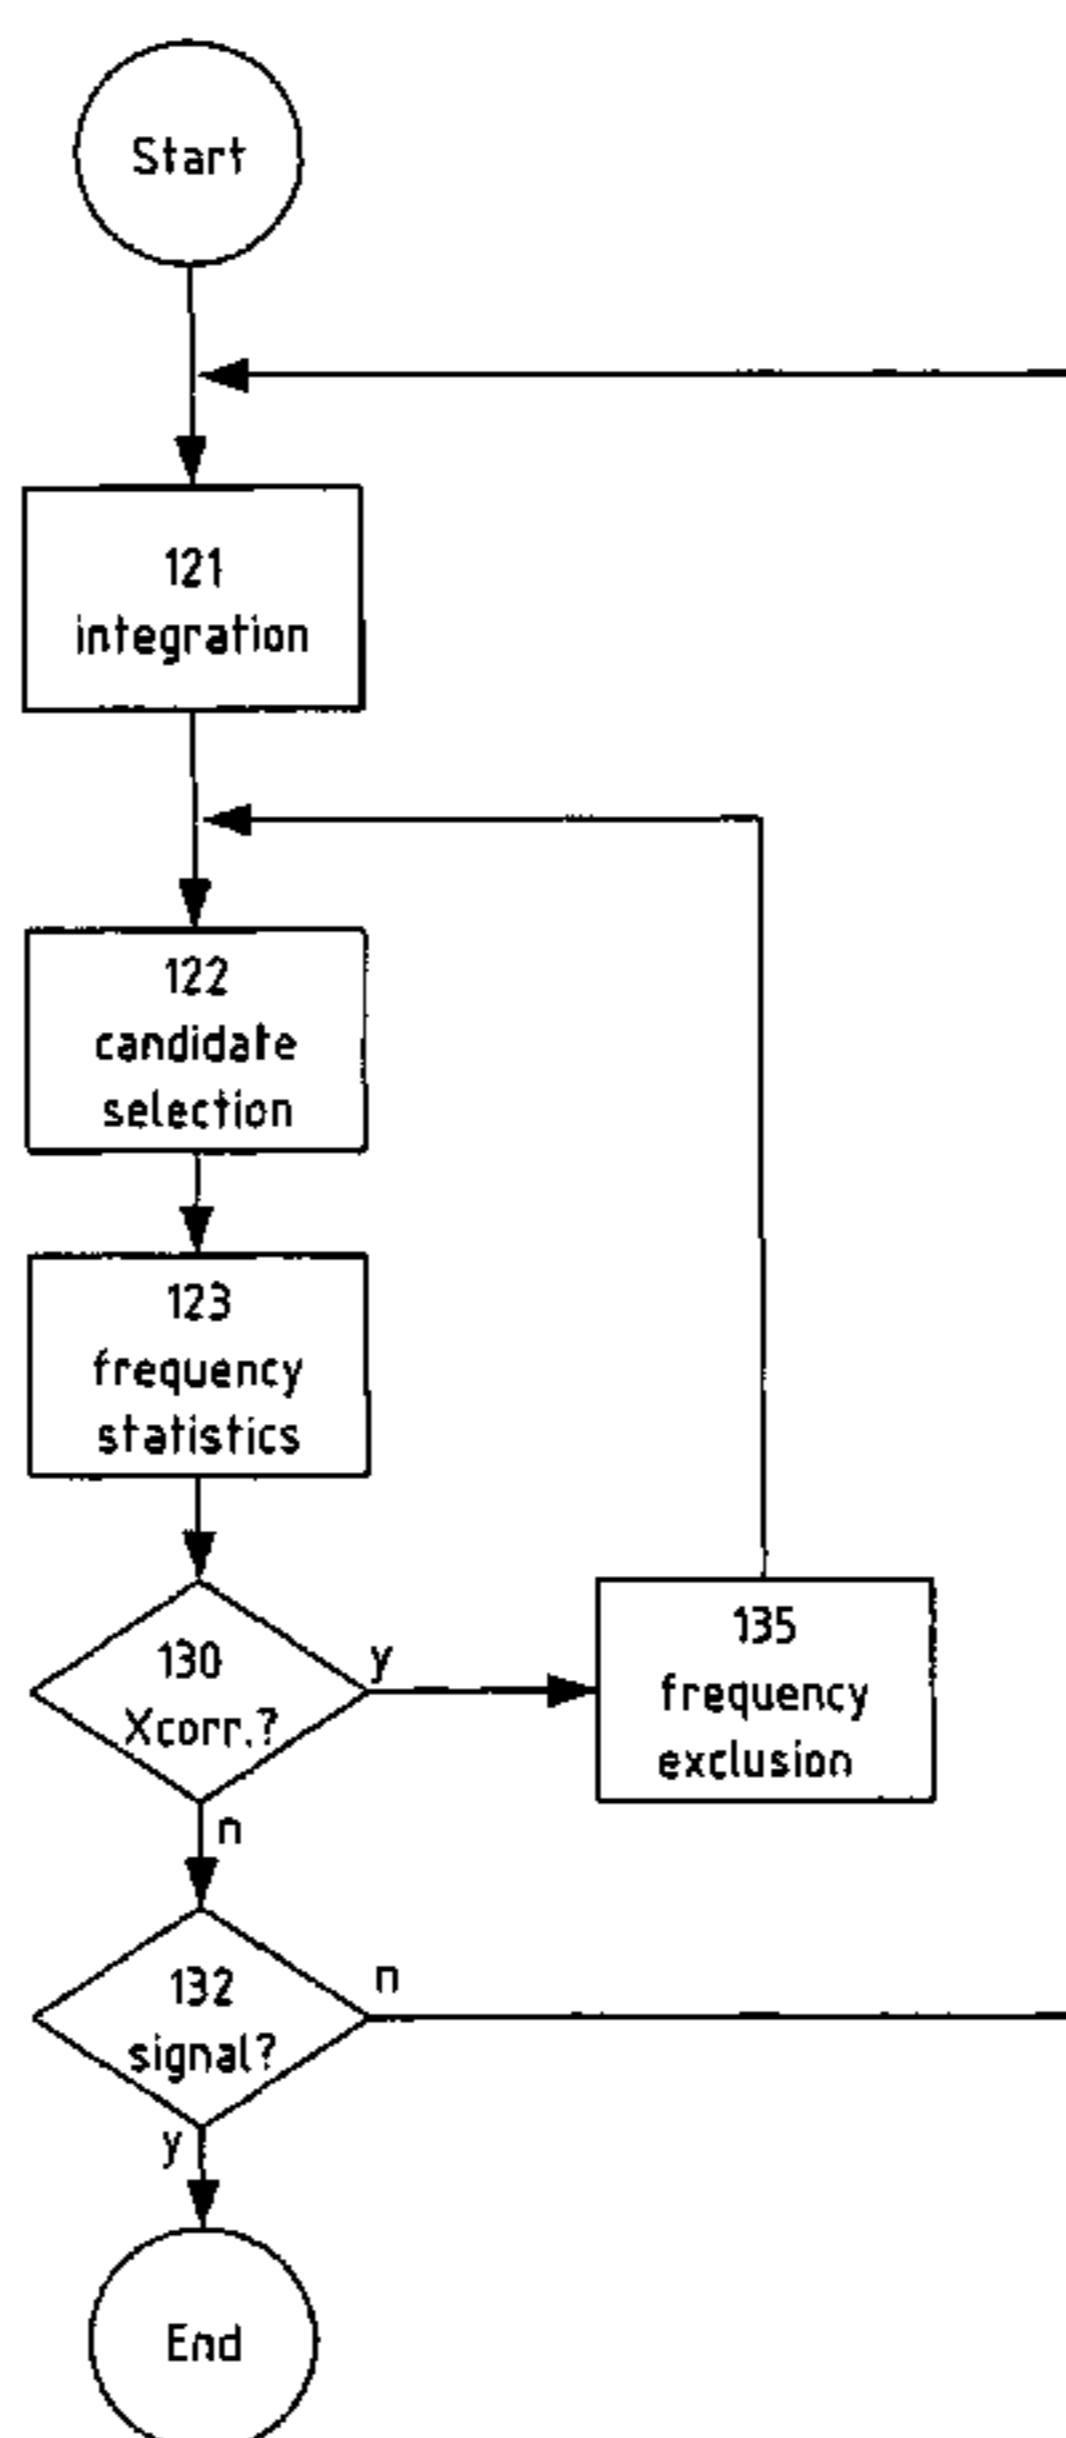 Start
121
integration
122
candidate
selection
123
frequency
statistics
130
Xcorr.?
y
n
135
frequency
exclusion
132
signal?
n
y
End